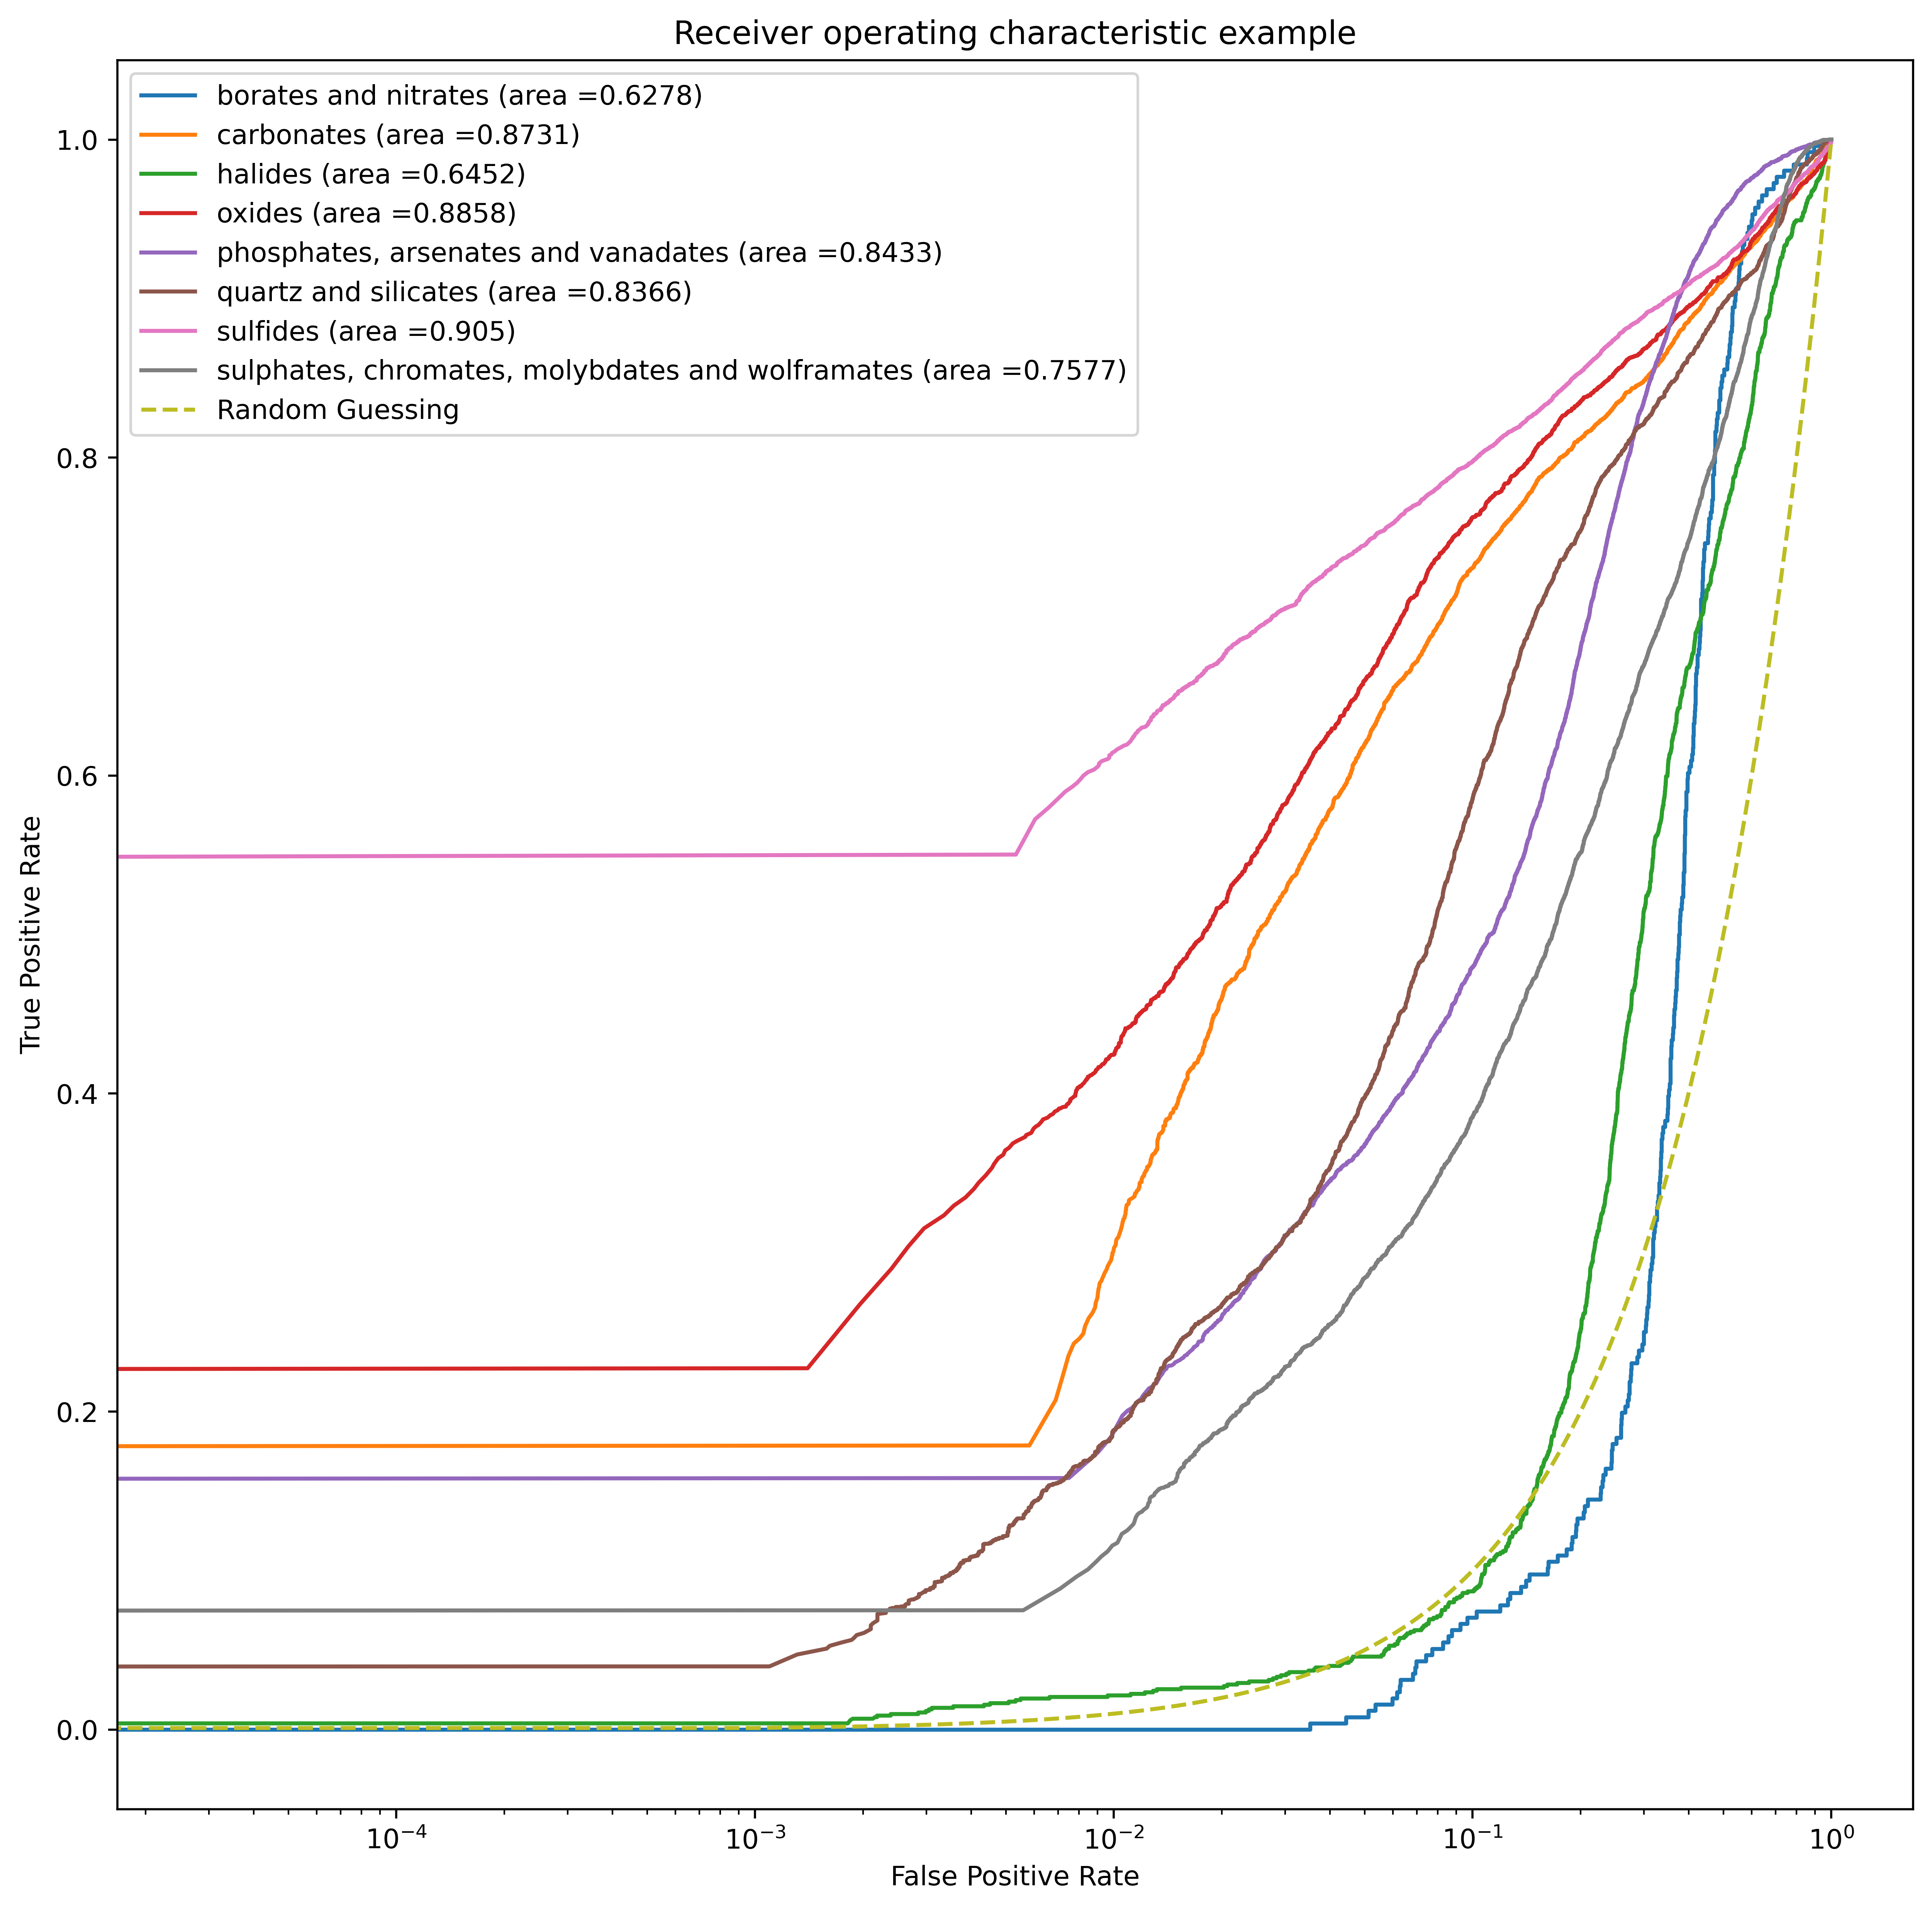 Receiver operating characteristic example
borates and nitrates (area =0.6278)
carbonates (area =0.8731)
halides (area =0.6452)
oxides (area =0.8858)
phosphates, arsenates and vanadates (area =0.8433)
quartz and silicates (area =0.8366)
sulfides (area =0.905)
sulphates, chromates, molybdates and wolframates (area =0.7577)
Random Guessing
True Positive Rate
1.0
0.8
0.6
0.4
0.2
0.0
10⁻⁴ 10⁻³ 10⁻² 10⁻¹ 10⁰
False Positive Rate